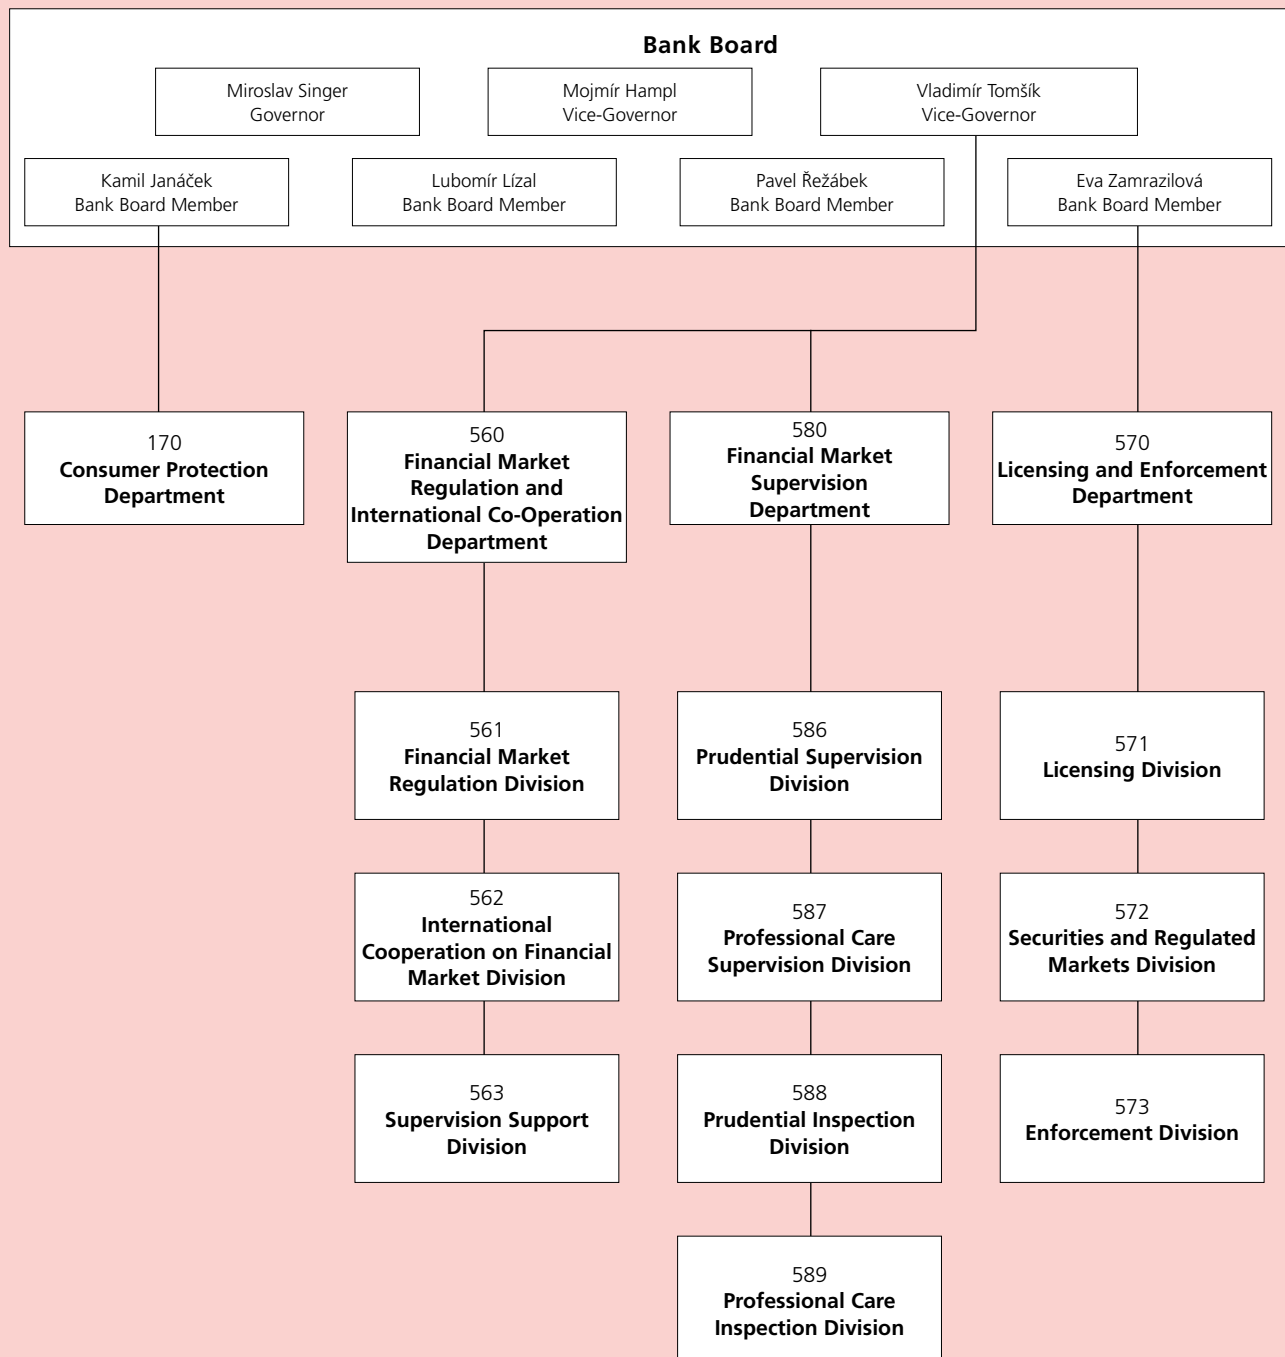 Bank Board
Miroslav Singer
Governor
Mojmír Hampl
Vice-Governor
Vladimír Tomšík
Vice-Governor
Kamil Janáček
Bank Board Member
Lubomír Lízal
Bank Board Member
Pavel Řežábek
Bank Board Member
Eva Zamrazilová
Bank Board Member
170
Consumer Protection
Department
560
Financial Market
Regulation and
International Co-Operation
Department
580
Financial Market
Supervision
Department
570
Licensing and Enforcement
Department
561
Financial Market
Regulation Division
586
Prudential Supervision
Division
571
Licensing Division
562
International
Cooperation on Financial
Market Division
587
Professional Care
Supervision Division
572
Securities and Regulated
Markets Division
563
Supervision Support
Division
588
Prudential Inspection
Division
573
Enforcement Division
589
Professional Care
Inspection Division